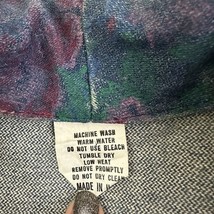 MACHINE WASH
WARM WATER
DO NOT USE BLEACH
TUMBLE DRY
LOW HEAT
REMOVE PROMPTLY
DO NOT DRY CLEAN
MADE IN